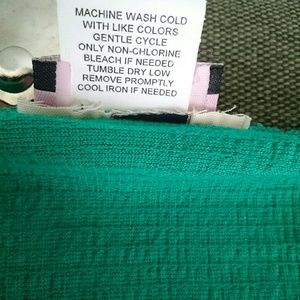 MACHINE WASH COLD
WITH LIKE COLORS
GENTLE CYCLE
ONLY NON-CHLORINE
BLEACH IF NEEDED
TUMBLE DRY LOW
REMOVE PROMPTLY
COOL IRON IF NEEDED